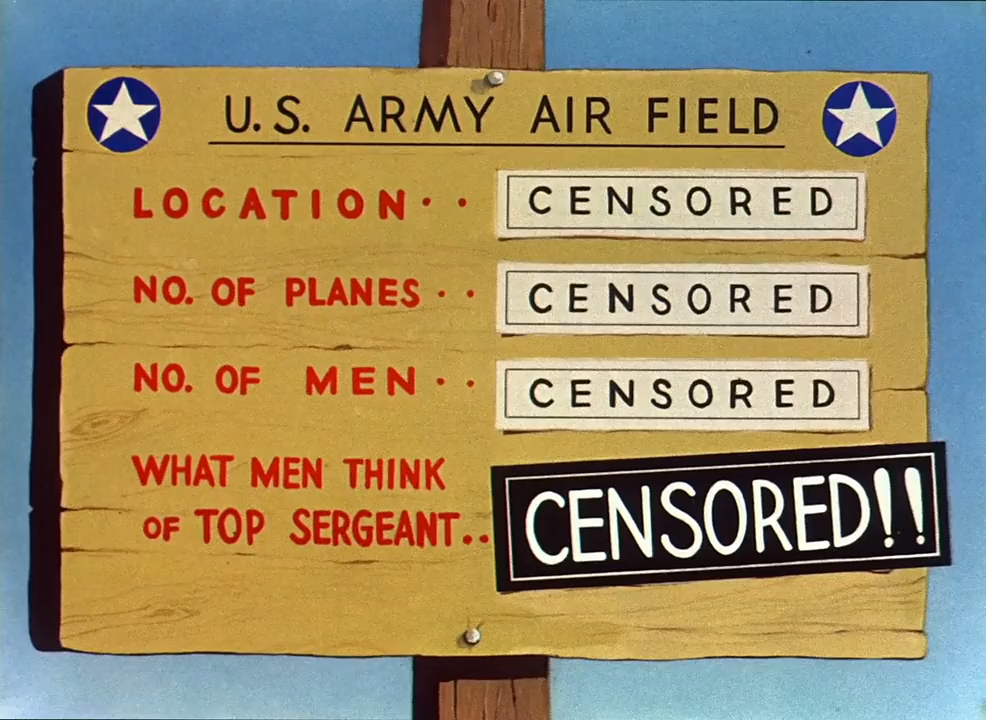 U.S. ARMY AIR FIELD
LOCATION·· CENSORED
NO. OF PLANES·· CENSORED
NO. OF MEN·· CENSORED
WHAT MEN THINK
OF TOP SERGEANT.. CENSORED!!